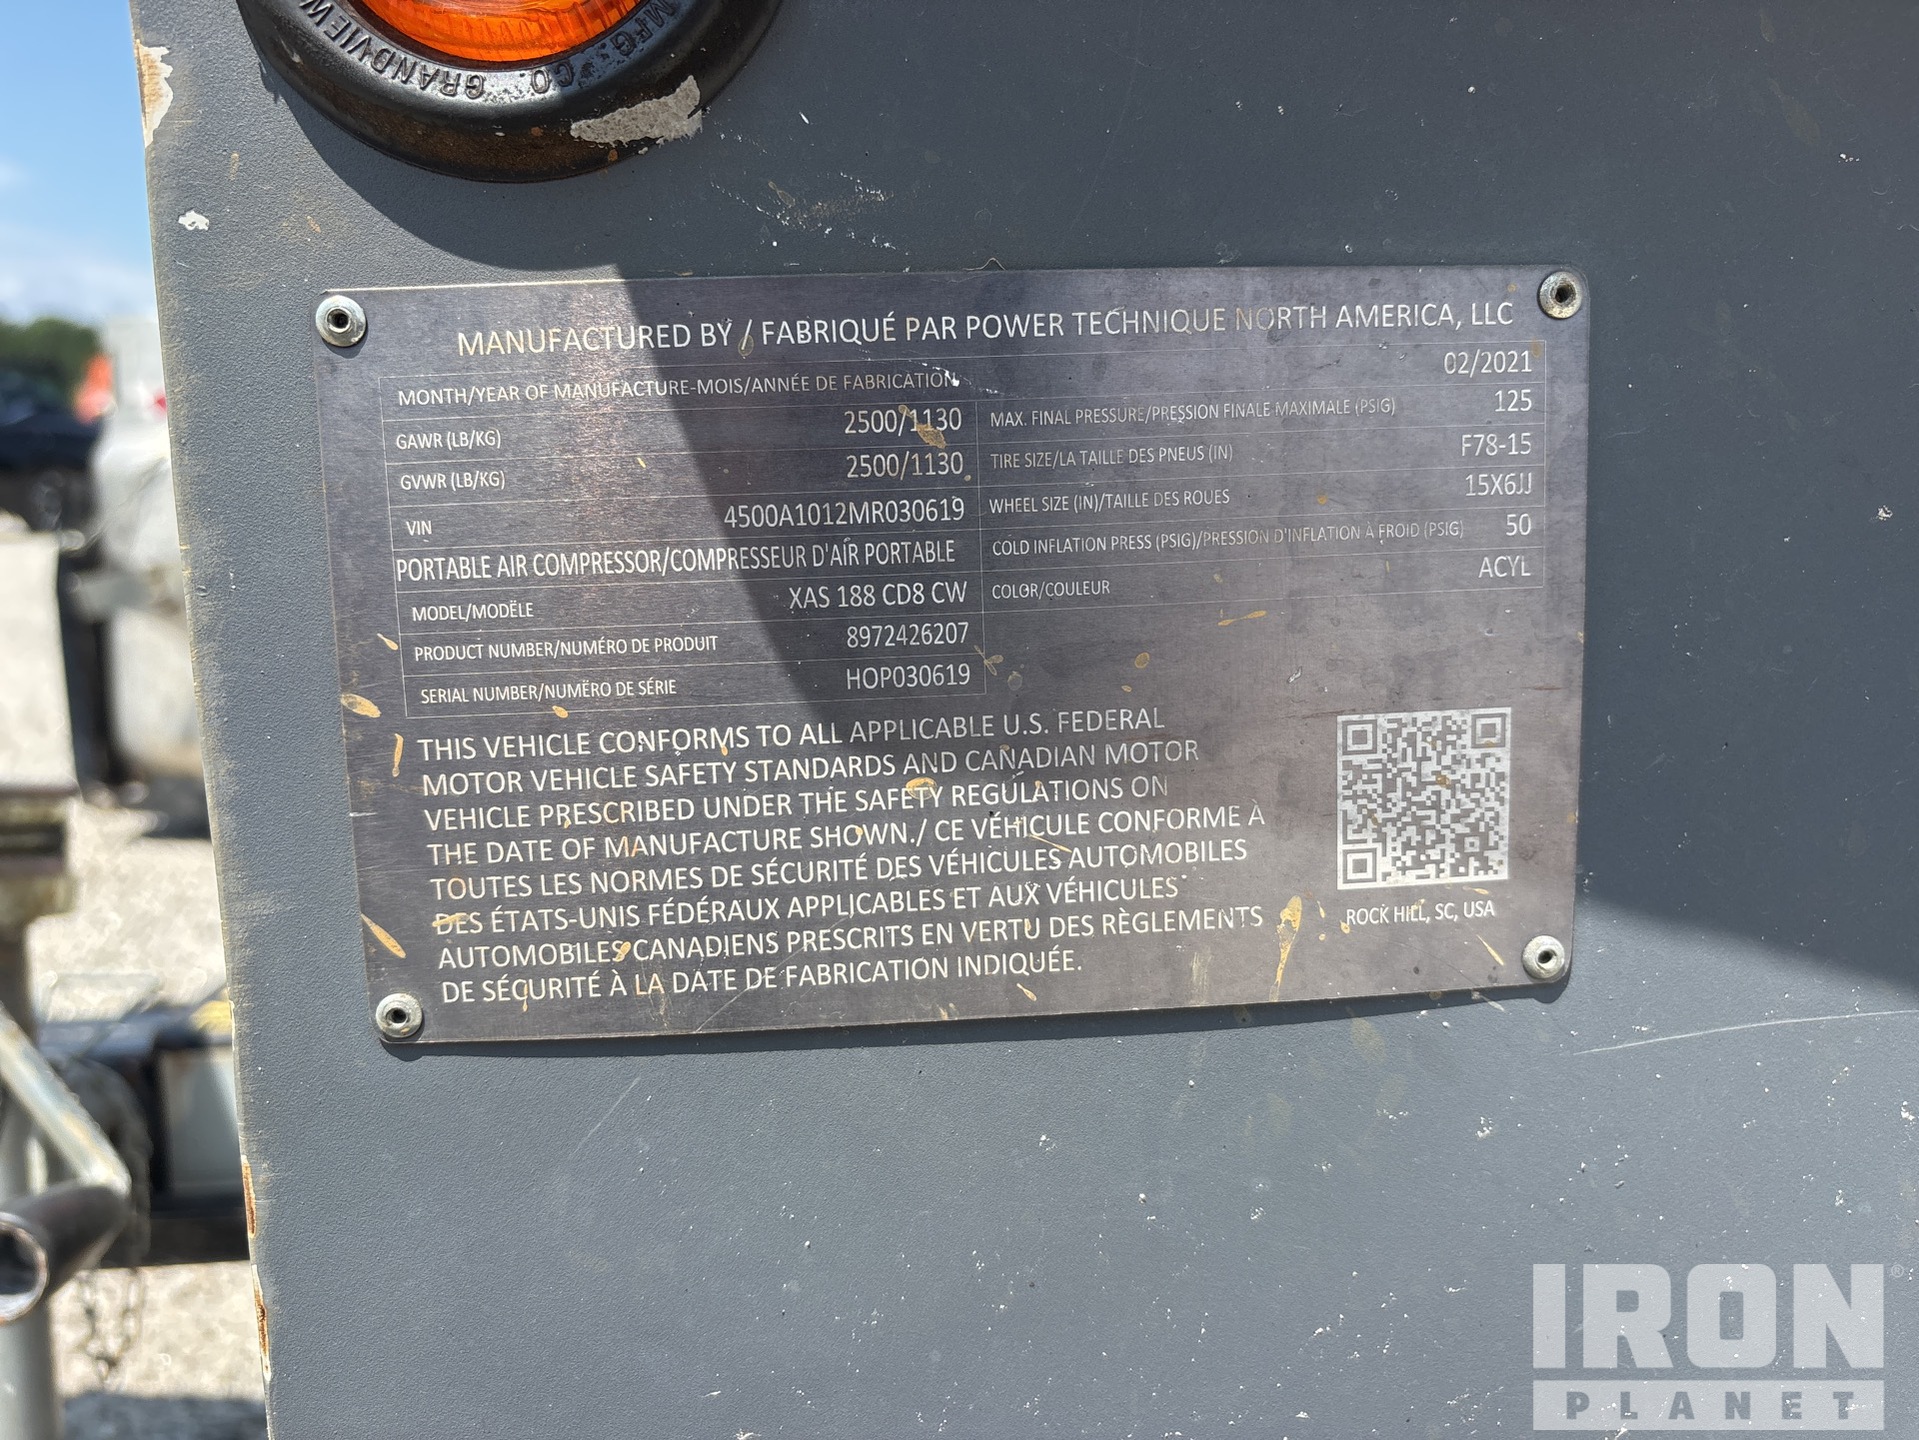 MFG. CO. GRANDVIEW
MANUFACTURED BY / FABRIQUÉ PAR POWER TECHNIQUE NORTH AMERICA, LLC
MONTH/YEAR OF MANUFACTURE-MOIS/ANNÉE DE FABRICATION 02/2021
GAWR (LB/KG) 2500/1130
GVWR (LB/KG) 2500/1130
VIN 4500A1012MR030619
PORTABLE AIR COMPRESSOR/COMPRESSEUR D'AIR PORTABLE
MODEL/MODËLE XAS 188 CD8 CW
PRODUCT NUMBER/NUMÉRO DE PRODUIT 8972426207
SERIAL NUMBER/NUMËRO DE SÉRIE HOP030619
MAX. FINAL PRESSURE/PRESSION FINALE MAXIMALE (PSIG) 125
TIRE SIZE/LA TAILLE DES PNEUS (IN) F78-15
WHEEL SIZE (IN)/TAILLE DES ROUES 15X6JJ
COLD INFLATION PRESS (PSIG)/PRESSION D'INFLATION À FROID (PSIG) 50
COLOR/COULEUR ACYL
THIS VEHICLE CONFORMS TO ALL APPLICABLE U.S. FEDERAL
MOTOR VEHICLE SAFETY STANDARDS AND CANADIAN MOTOR
VEHICLE PRESCRIBED UNDER THE SAFETY REGULATIONS ON
THE DATE OF MANUFACTURE SHOWN./ CE VÉHICULE CONFORME À
TOUTES LES NORMES DE SÉCURITÉ DES VÉHICULES AUTOMOBILES
DES ÉTATS-UNIS FÉDÉRAUX APPLICABLES ET AUX VÉHICULES
AUTOMOBILES CANADIENS PRESCRITS EN VERTU DES RÈGLEMENTS
DE SÉCURITÉ À LA DATE DE FABRICATION INDIQUÉE.
ROCK HILL, SC, USA
IRON®
PLANET